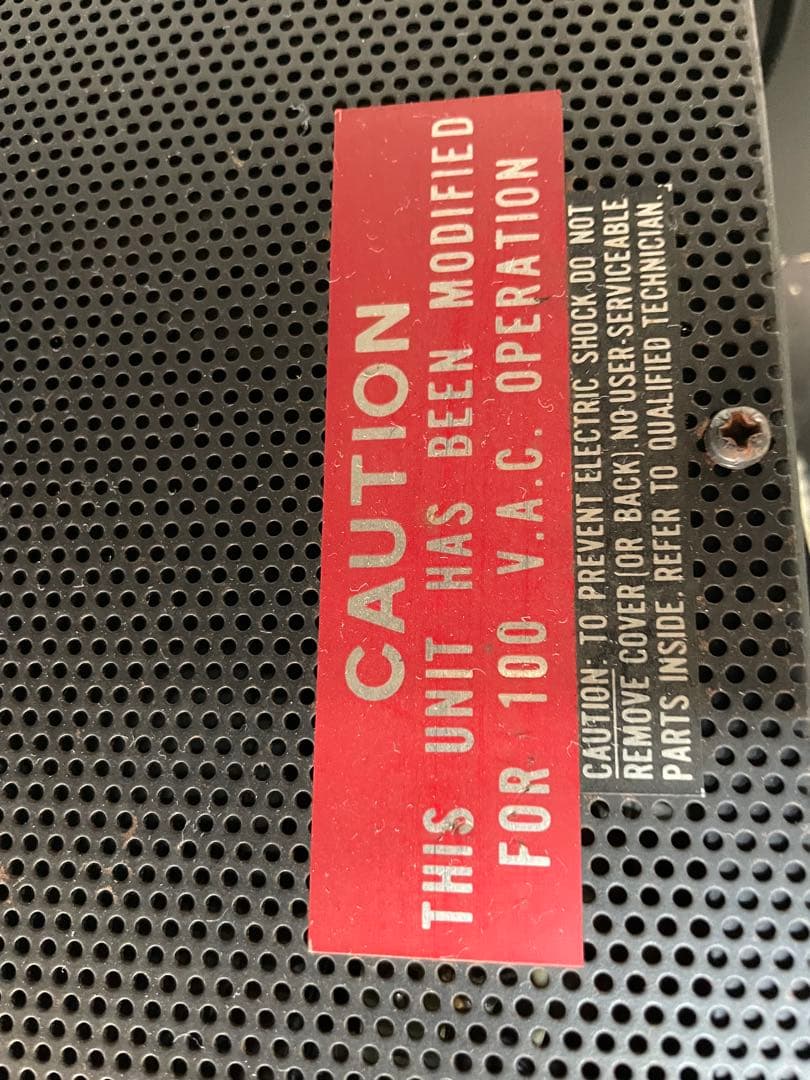 CAUTION
THIS UNIT HAS BEEN MODIFIED
FOR 100 V.A.C. OPERATION
CAUTION: TO PREVENT ELECTRIC SHOCK DO NOT
REMOVE COVER (OR BACK). NO USER-SERVICEABLE
PARTS INSIDE. REFER TO QUALIFIED TECHNICIAN.